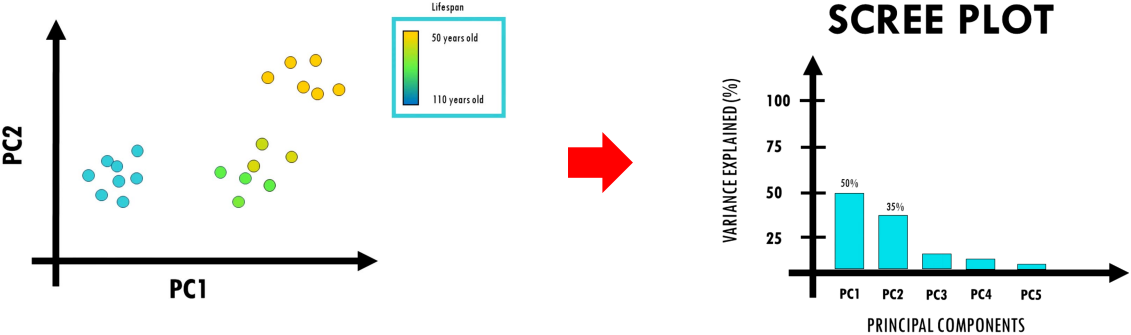 Lifespan
50 years old
110 years old
PC2
PC1
SCREE PLOT
VARIANCE EXPLAINED (%)
100
75
50
25
50%
35%
PC1 PC2 PC3 PC4 PC5
PRINCIPAL COMPONENTS